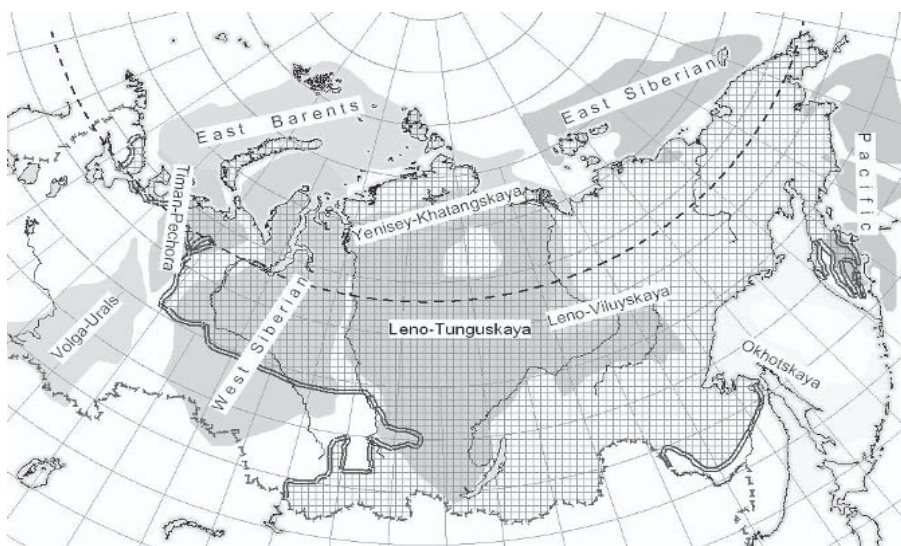 East Barents
East Siberian
Pacific
Timan-Pechora
Yenisey-Khatangskaya
Volga-Urals
West Siberian
Leno-Tunguskaya
Leno-Viluyskaya
Okhotskaya